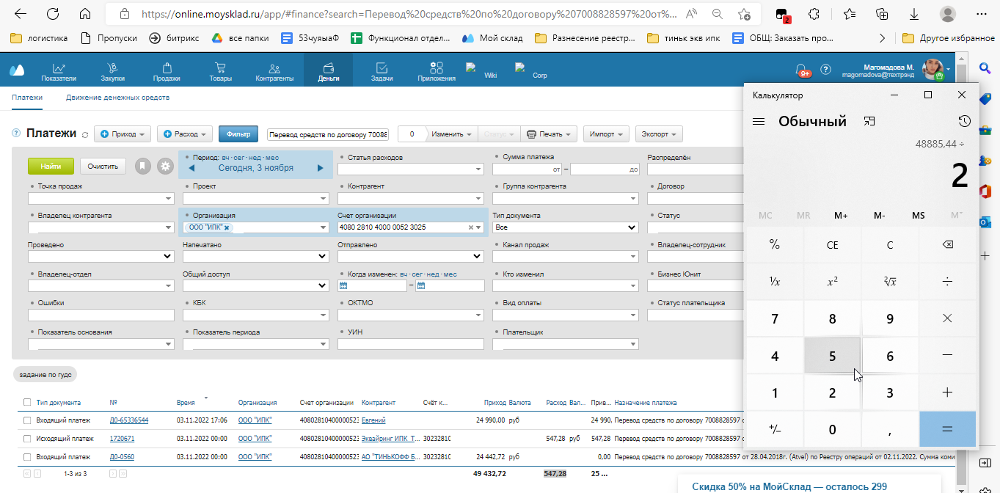 https://online.moysklad.ru/app/#finance?search=Перевод%20средств%20по%20договору%207008828597%20от%...
2
логистика
Пропуски
битрикс
все папки
53чуяыаФ
Функционал отдел...
Мой склад
Разнесение реестр...
тиньк экв ипк
ОБЩ: Заказать про...
Другое избранное
Показатели
Закупки
Продажи
Товары
Контрагенты
Деньги
Задачи
Приложения
Wiki
Corp
9+
Магомадова М.
magomadova@техтрэнд
Платежи
Движение денежных средств
Платежи
Приход
Расход
Фильтр
Перевод средств по договору 70088
0
Изменить
Статус
Печать
Импорт
Экспорт
Найти
Очистить
Период: вч · сег · нед · мес
Сегодня, 3 ноября
Статья расходов
Сумма платежа
от – до
Распределён
Точка продаж
Проект
Контрагент
Группа контрагента
Договор
Владелец контрагента
Организация
ООО "ИПК"
Счет организации
4080 2810 4000 0052 3025
Тип документа
Все
Статус
Проведено
Напечатано
Отправлено
Канал продаж
Владелец-сотрудник
Владелец-отдел
Общий доступ
Когда изменен: вч · сег · нед · мес
Кто изменил
Бизнес Юнит
Ошибки
КБК
ОКТМО
Вид оплаты
Статус плательщика
Показатель основания
Показатель периода
УИН
Плательщик
задание по гудс
Тип документа № Время Организация Счет организации Контрагент Счёт к... Приход Валюта Расход Вал... Прив... Назначение платежа
Входящий платеж Д0-65336544 03.11.2022 17:06 ООО "ИПК" 40802810400000523 Евгений 24 990,00 руб 24 990, Перевод средств по договору 7008828597 о
Исходящий платеж 1720671 03.11.2022 00:00 ООО "ИПК" 40802810400000523 Эквайринг ИПК_Т... 3023281( 547,28 руб 547,28 Перевод средств по договору 7008828597 о
Входящий платеж Д0-0560 03.11.2022 00:00 ООО "ИПК" 40802810400000523 АО "ТИНЬКОФФ Б... 3023281( 24 442,72 руб 0,00 Перевод средств по договору 7008828597 от 28.04.2018г. (Atvel) по Реестру операций от 02.11.2022. Сумма коми
1-3 из 3
49 432,72 547,28 25 ...
Скидка 50% на МойСклад — осталось 299
Калькулятор
Обычный
48885,44 ÷
2
MC MR M+ M- MS M˅
% CE C
¹/x x² ²√x ÷
7 8 9 ×
4 5 6 −
1 2 3 +
+/− 0 , =